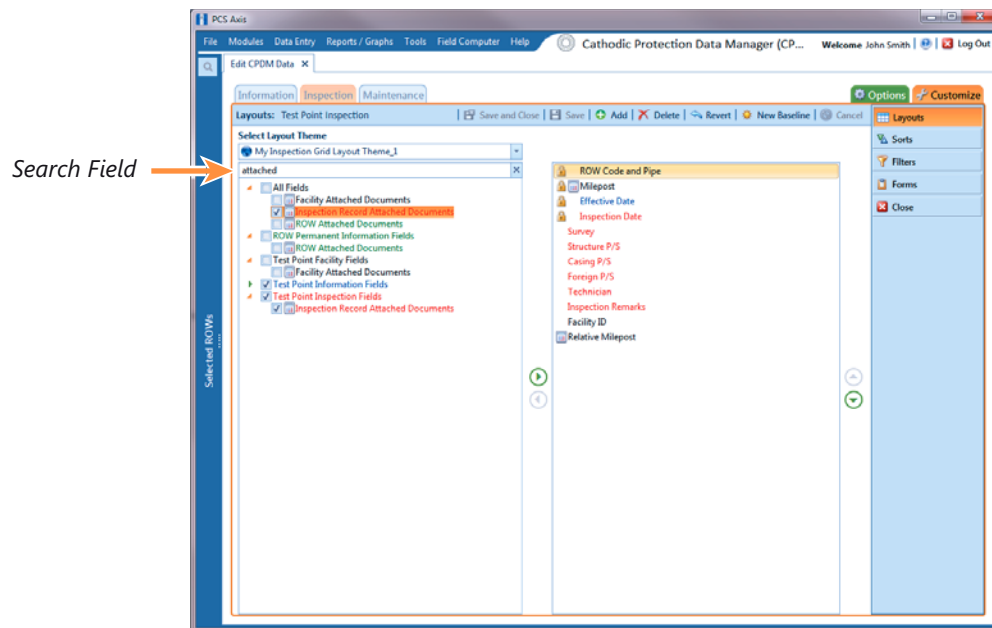 PCS Axis
File Modules Data Entry Reports / Graphs Tools Field Computer Help
Cathodic Protection Data Manager (CP... Welcome John Smith Log Out
Edit CPDM Data
Information Inspection Maintenance
Options Customize
Layouts: Test Point Inspection Save and Close Save Add Delete Revert New Baseline Cancel
Select Layout Theme
My Inspection Grid Layout Theme_1
Search Field
attached
All Fields
Facility Attached Documents
Inspection Record Attached Documents
ROW Attached Documents
ROW Permanent Information Fields
ROW Attached Documents
Test Point Facility Fields
Facility Attached Documents
Test Point Information Fields
Test Point Inspection Fields
Inspection Record Attached Documents
ROW Code and Pipe
Milepost
Effective Date
Inspection Date
Survey
Structure P/S
Casing P/S
Foreign P/S
Technician
Inspection Remarks
Facility ID
Relative Milepost
Layouts
Sorts
Filters
Forms
Close
Selected ROWs